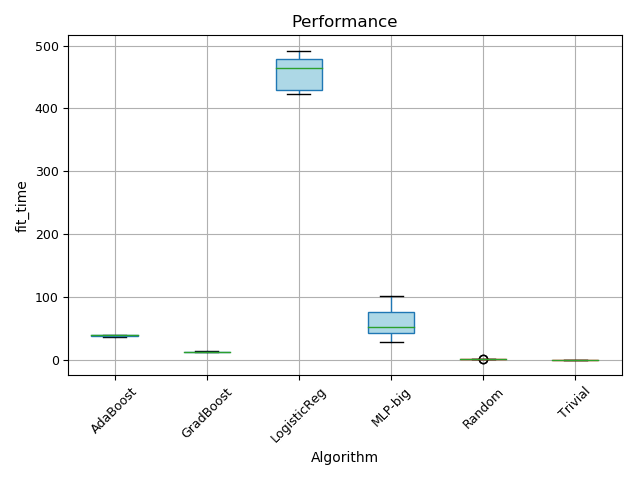 Performance
500
400
300
200
100
0
fit_time
AdaBoost
GradBoost
LogisticReg
MLP-big
Random
Trivial
Algorithm